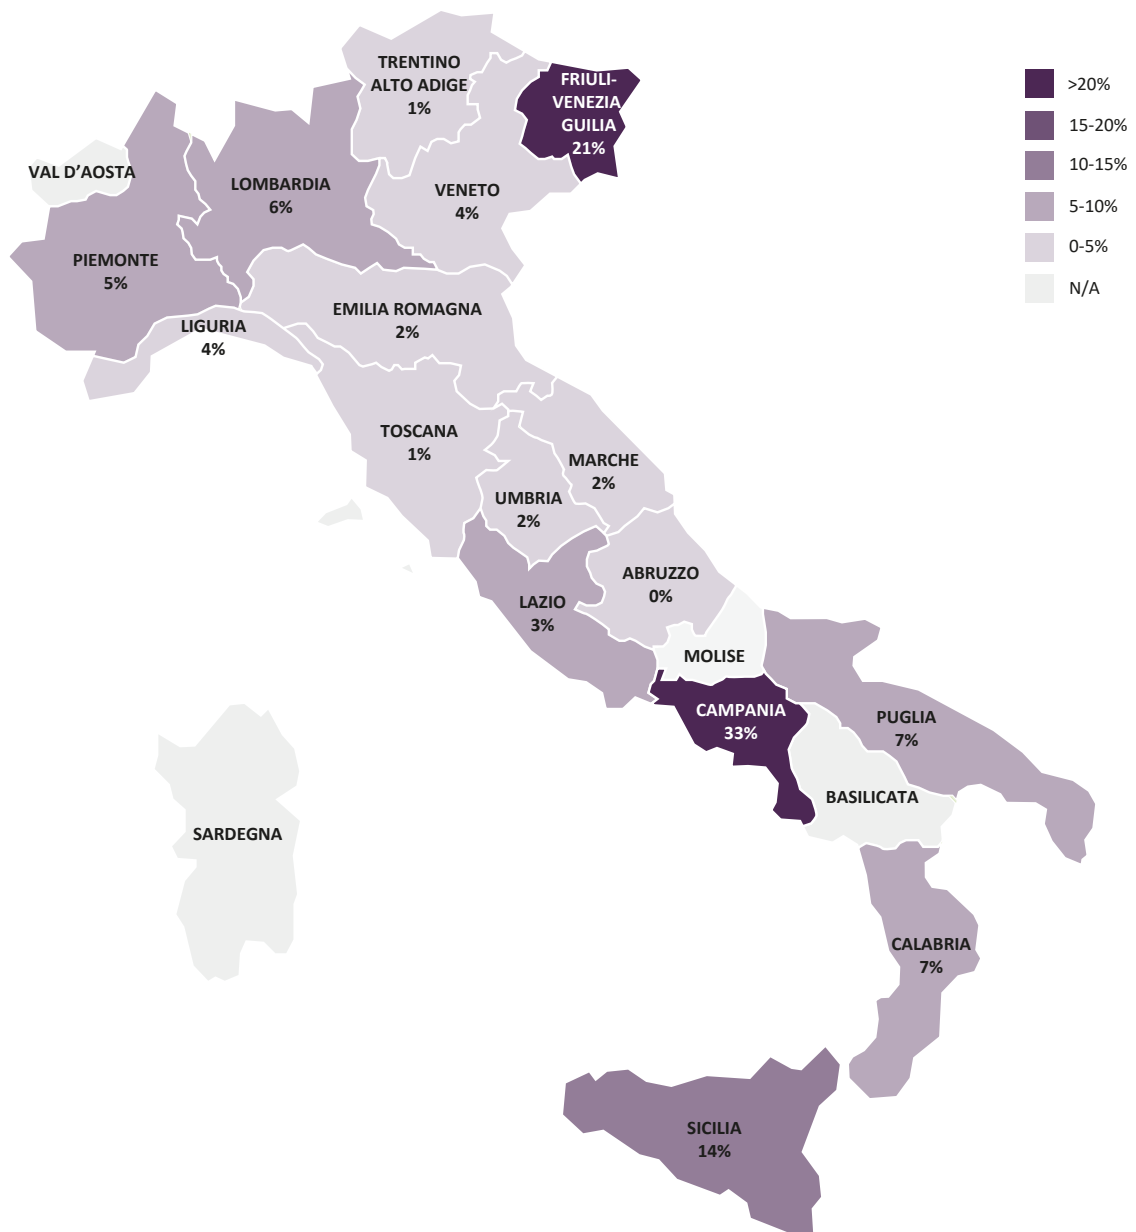 TRENTINO
ALTO ADIGE
1%
FRIULI-
VENEZIA
GUILIA
21%
>20%
15-20%
10-15%
5-10%
0-5%
N/A
VAL D’AOSTA
LOMBARDIA
6%
VENETO
4%
PIEMONTE
5%
EMILIA ROMAGNA
2%
LIGURIA
4%
TOSCANA
1%
MARCHE
2%
UMBRIA
2%
ABRUZZO
0%
LAZIO
3%
MOLISE
CAMPANIA
33%
PUGLIA
7%
BASILICATA
SARDEGNA
CALABRIA
7%
SICILIA
14%